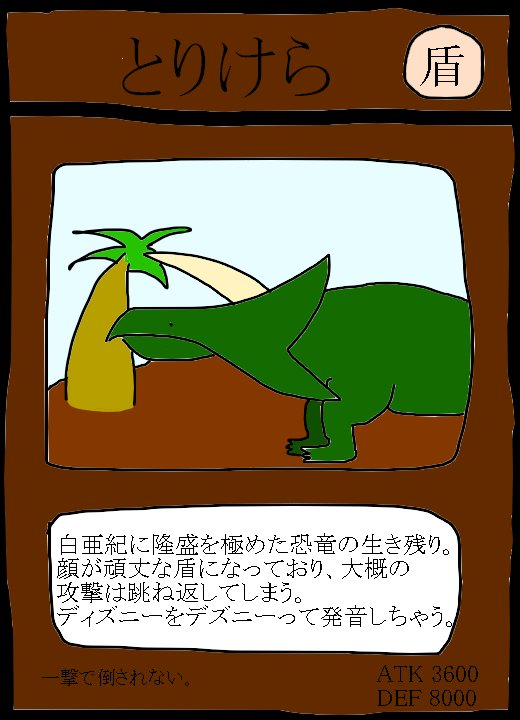 とりけら
盾
白亜紀に隆盛を極めた恐竜の生き残り。
顔が頑丈な盾になっており、大概の
攻撃は跳ね返してしまう。
ディズニーをデズニーって発音しちゃう。
一撃で倒されない。
ATK 3600
DEF 8000